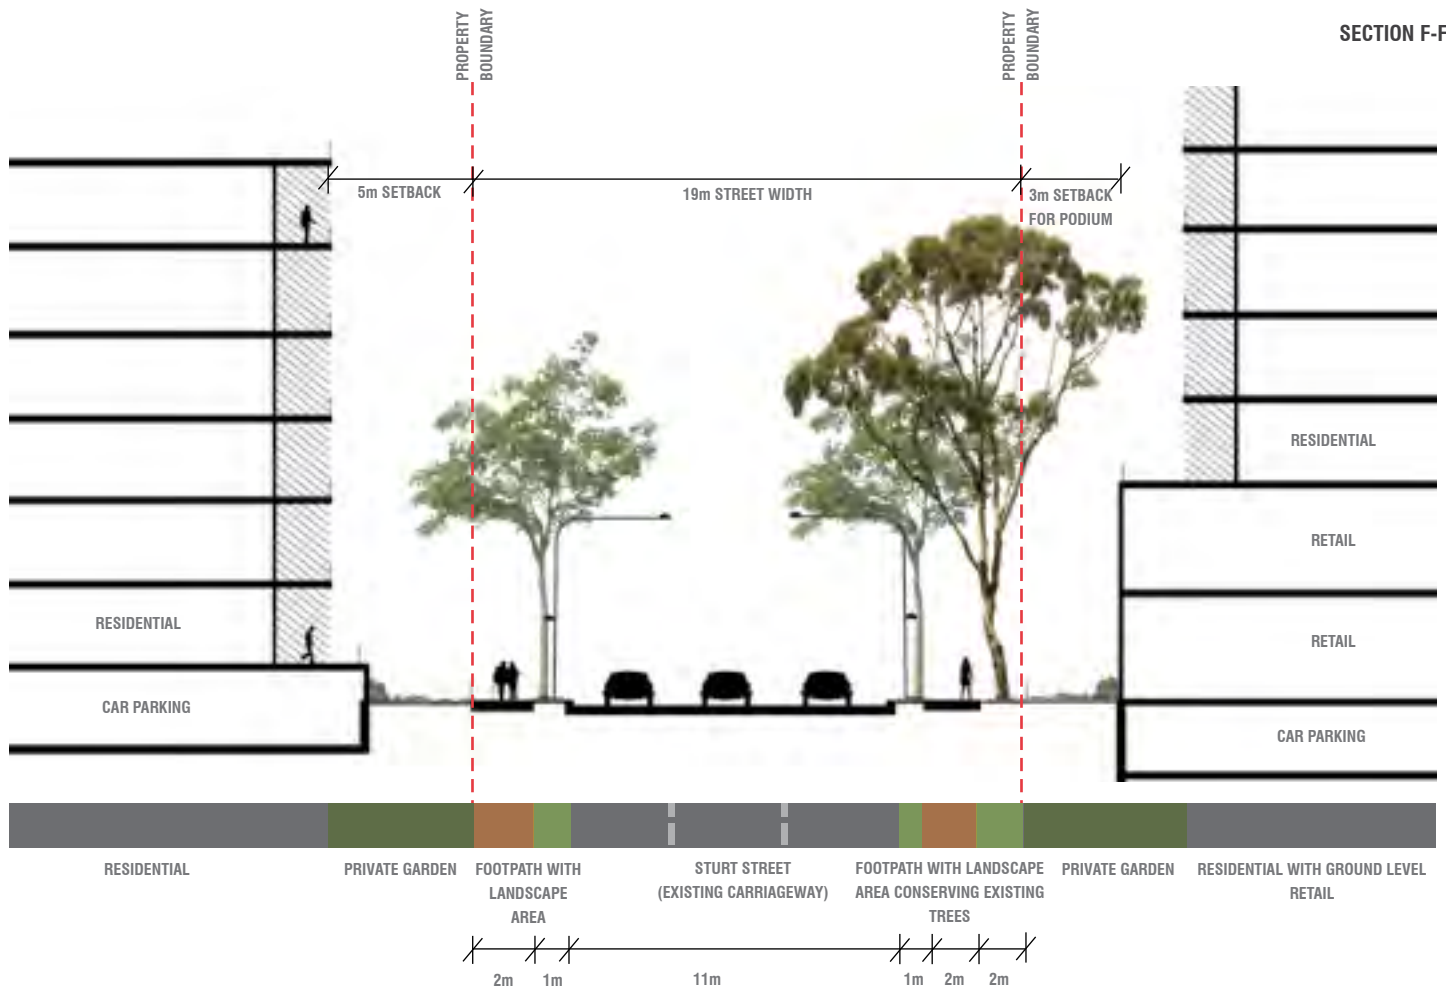 PROPERTY
BOUNDARY
PROPERTY
BOUNDARY
SECTION F-F
5m SETBACK
19m STREET WIDTH
3m SETBACK
FOR PODIUM
RESIDENTIAL
RETAIL
RETAIL
RESIDENTIAL
CAR PARKING
CAR PARKING
RESIDENTIAL
PRIVATE GARDEN
FOOTPATH WITH
LANDSCAPE
AREA
STURT STREET
(EXISTING CARRIAGEWAY)
FOOTPATH WITH LANDSCAPE
AREA CONSERVING EXISTING
TREES
PRIVATE GARDEN
RESIDENTIAL WITH GROUND LEVEL
RETAIL
2m
1m
11m
1m
2m
2m